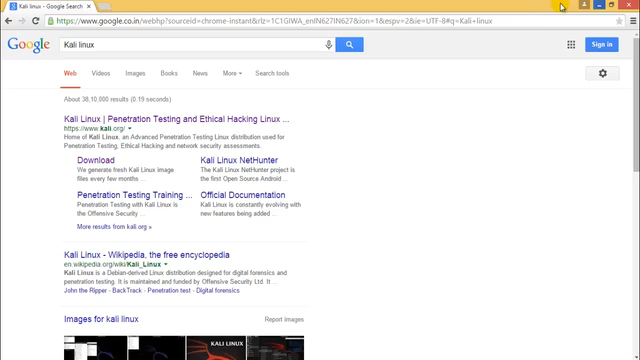 Kali linux - Google Search
https://www.google.co.in/webhp?sourceid=chrome-instant&rlz=1C1GIWA_enIN627IN627&ion=1&espv=2&ie=UTF-8#q=Kali+linux
Google
Kali linux
Sign in
Web Videos Images Books News More Search tools
About 38,10,000 results (0.19 seconds)
Kali Linux | Penetration Testing and Ethical Hacking Linux ...
https://www.kali.org/
Home of Kali Linux, an Advanced Penetration Testing Linux distribution used for
Penetration Testing, Ethical Hacking and network security assessments.
Download
We generate fresh Kali Linux image
files every few months ...
Kali Linux NetHunter
The Kali Linux NetHunter project is
the first Open Source Android ...
Penetration Testing Training ...
Penetration Testing with Kali Linux is
the Offensive Security ...
Official Documentation
Kali Linux is constantly evolving with
new features being added ...
More results from kali.org »
Kali Linux - Wikipedia, the free encyclopedia
en.wikipedia.org/wiki/Kali_Linux
Kali Linux is a Debian-derived Linux distribution designed for digital forensics and
penetration testing. It is maintained and funded by Offensive Security Ltd. It ...
John the Ripper - BackTrack - Penetration test - Digital forensics
Images for kali linux
Report images
KALI LINUX